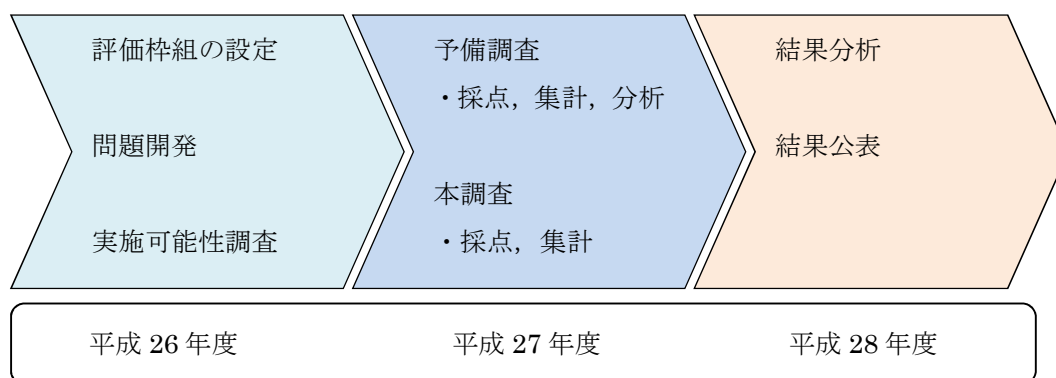 評価枠組の設定
問題開発
実施可能性調査
予備調査
・採点，集計，分析
本調査
・採点，集計
結果分析
結果公表
平成 26 年度
平成 27 年度
平成 28 年度